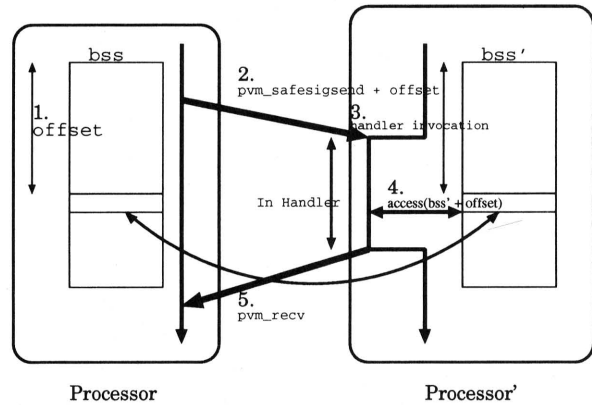 bss
bss'
1.
offset
2.
pvm_safesigsend + offset
3.
handler invocation
In Handler
4.
access(bss' + offset)
5.
pvm_recv
Processor
Processor'